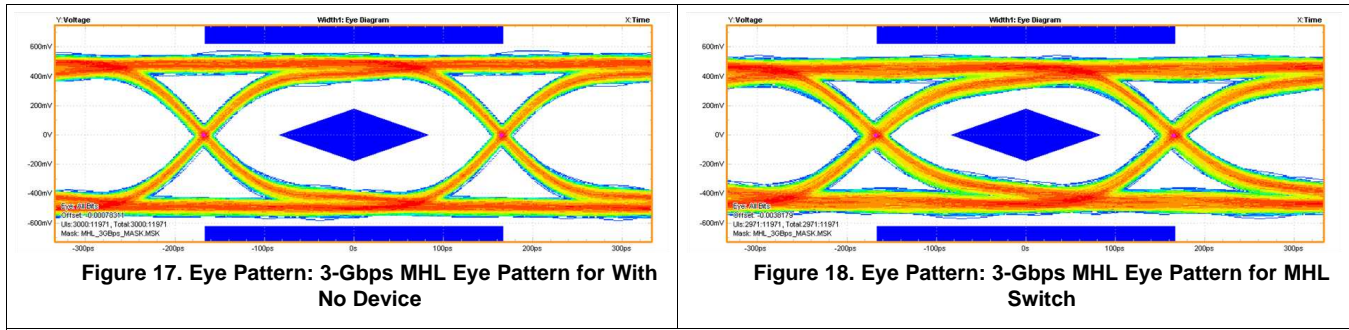 Y:Voltage Width1: Eye Diagram X:Time
600mV
400mV
200mV
0V
-200mV
-400mV
-600mV
Eye: All Bits
Offset: -0.00078311
UIs:3000:11971, Total:3000:11971
Mask: MHL_3GBps_MASK.MSK
-300ps -200ps -100ps 0s 100ps 200ps 300ps
Figure 17. Eye Pattern: 3-Gbps MHL Eye Pattern for With
No Device
Y:Voltage Width1: Eye Diagram X:Time
600mV
400mV
200mV
0V
-200mV
-400mV
-600mV
Eye: All Bits
Offset: -0.0038179
UIs:2971:11971, Total:2971:11971
Mask: MHL_3GBps_MASK.MSK
-300ps -200ps -100ps 0s 100ps 200ps 300ps
Figure 18. Eye Pattern: 3-Gbps MHL Eye Pattern for MHL
Switch